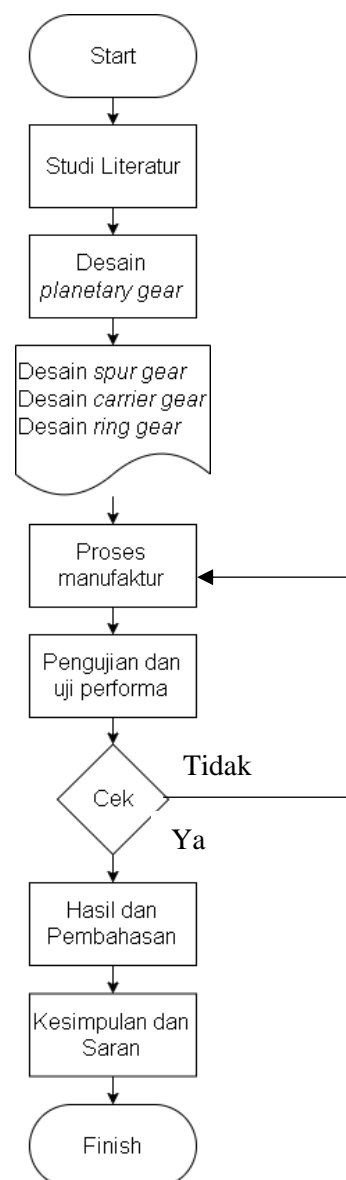 Start
Studi Literatur
Desain
planetary gear
Desain spur gear
Desain carrier gear
Desain ring gear
Proses
manufaktur
Pengujian dan
uji performa
Cek
Tidak
Ya
Hasil dan
Pembahasan
Kesimpulan dan
Saran
Finish